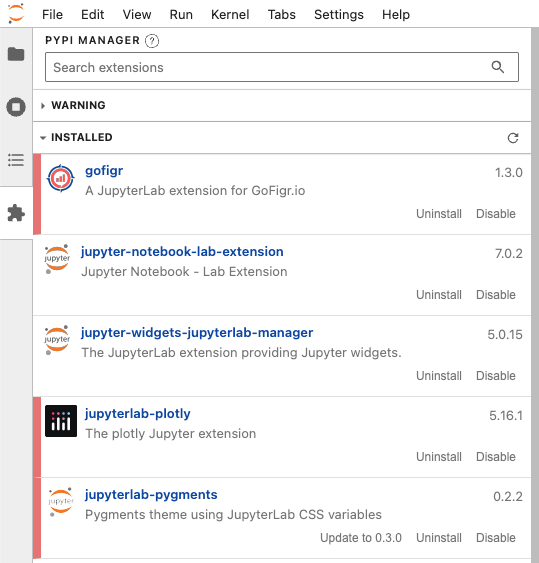 File Edit View Run Kernel Tabs Settings Help
PYPI MANAGER ?
Search extensions
WARNING
INSTALLED
gofigr 1.3.0
A JupyterLab extension for GoFigr.io
Uninstall Disable
jupyter
jupyter-notebook-lab-extension 7.0.2
Jupyter Notebook - Lab Extension
Uninstall Disable
jupyter
jupyter-widgets-jupyterlab-manager 5.0.15
The JupyterLab extension providing Jupyter widgets.
Uninstall Disable
jupyterlab-plotly 5.16.1
The plotly Jupyter extension
Uninstall Disable
jupyter
jupyterlab-pygments 0.2.2
Pygments theme using JupyterLab CSS variables
Update to 0.3.0 Uninstall Disable